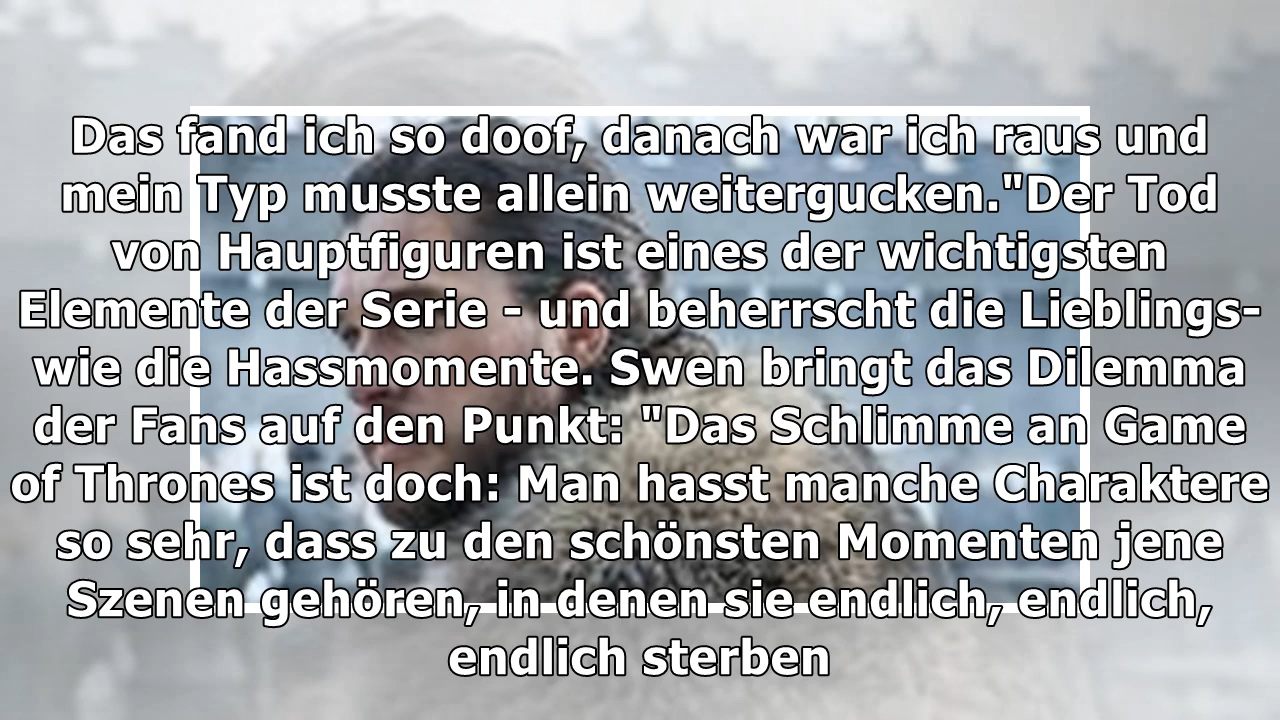 Das fand ich so doof, danach war ich raus und
mein Typ musste allein weitergucken."Der Tod
von Hauptfiguren ist eines der wichtigsten
Elemente der Serie - und beherrscht die Lieblings-
wie die Hassmomente. Swen bringt das Dilemma
der Fans auf den Punkt: "Das Schlimme an Game
of Thrones ist doch: Man hasst manche Charaktere
so sehr, dass zu den schönsten Momenten jene
Szenen gehören, in denen sie endlich, endlich,
endlich sterben